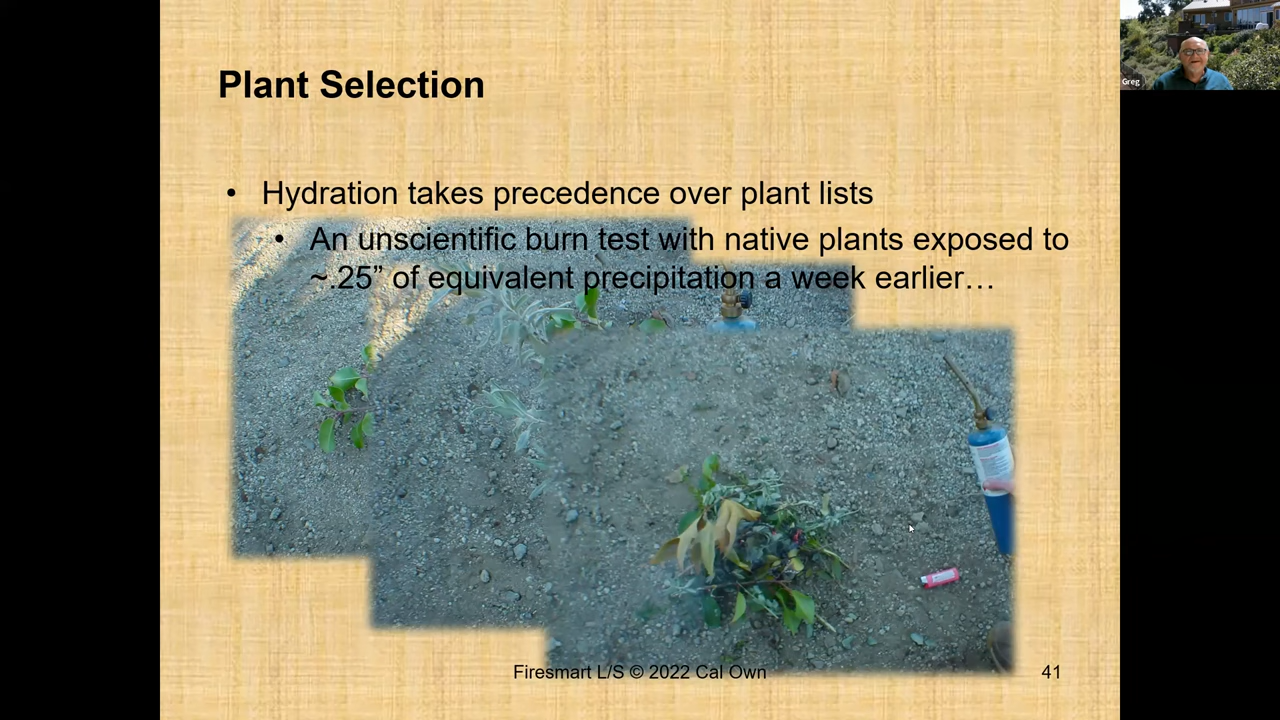 Plant Selection
• Hydration takes precedence over plant lists
• An unscientific burn test with native plants exposed to
~.25” of equivalent precipitation a week earlier…
Firesmart L/S © 2022 Cal Own
41
Greg